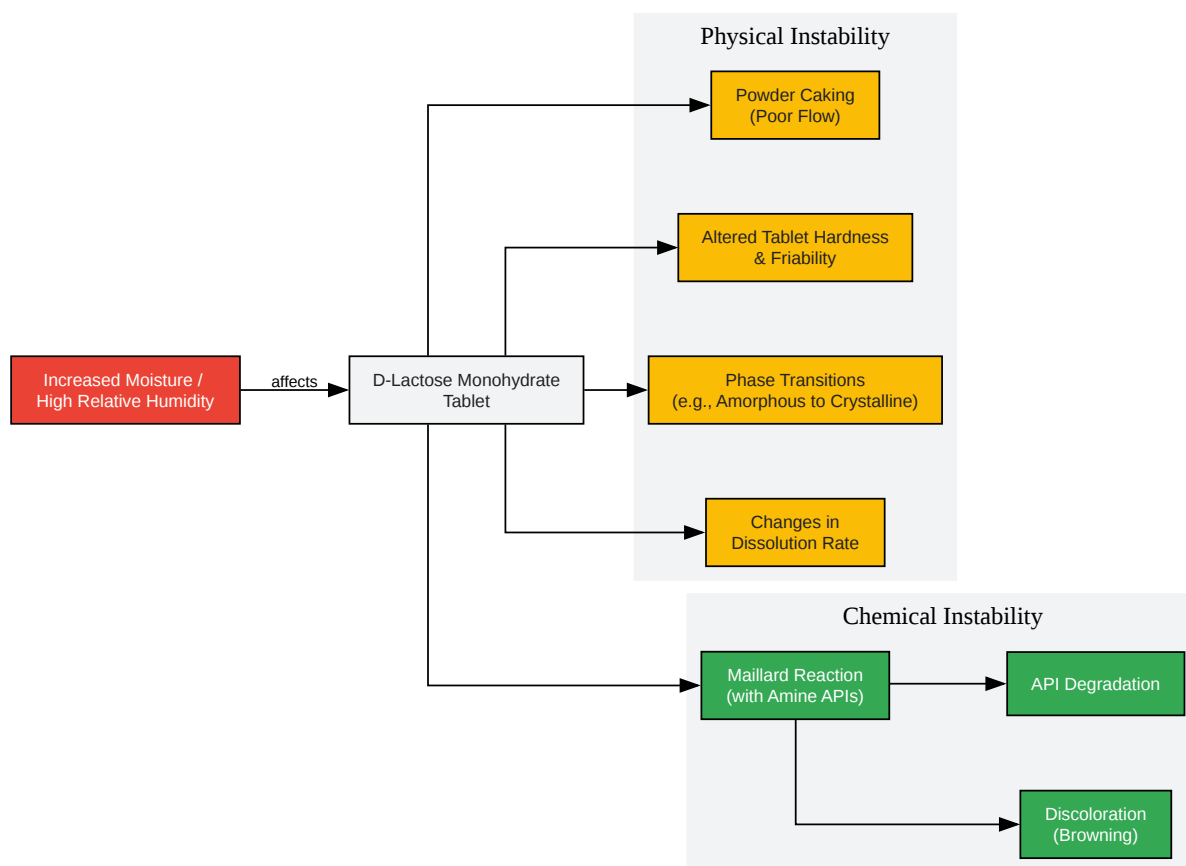 Physical Instability
Powder Caking
(Poor Flow)
Altered Tablet Hardness
& Friability
Increased Moisture /
High Relative Humidity
affects
D-Lactose Monohydrate
Tablet
Phase Transitions
(e.g., Amorphous to Crystalline)
Changes in
Dissolution Rate
Chemical Instability
Maillard Reaction
(with Amine APIs)
API Degradation
Discoloration
(Browning)